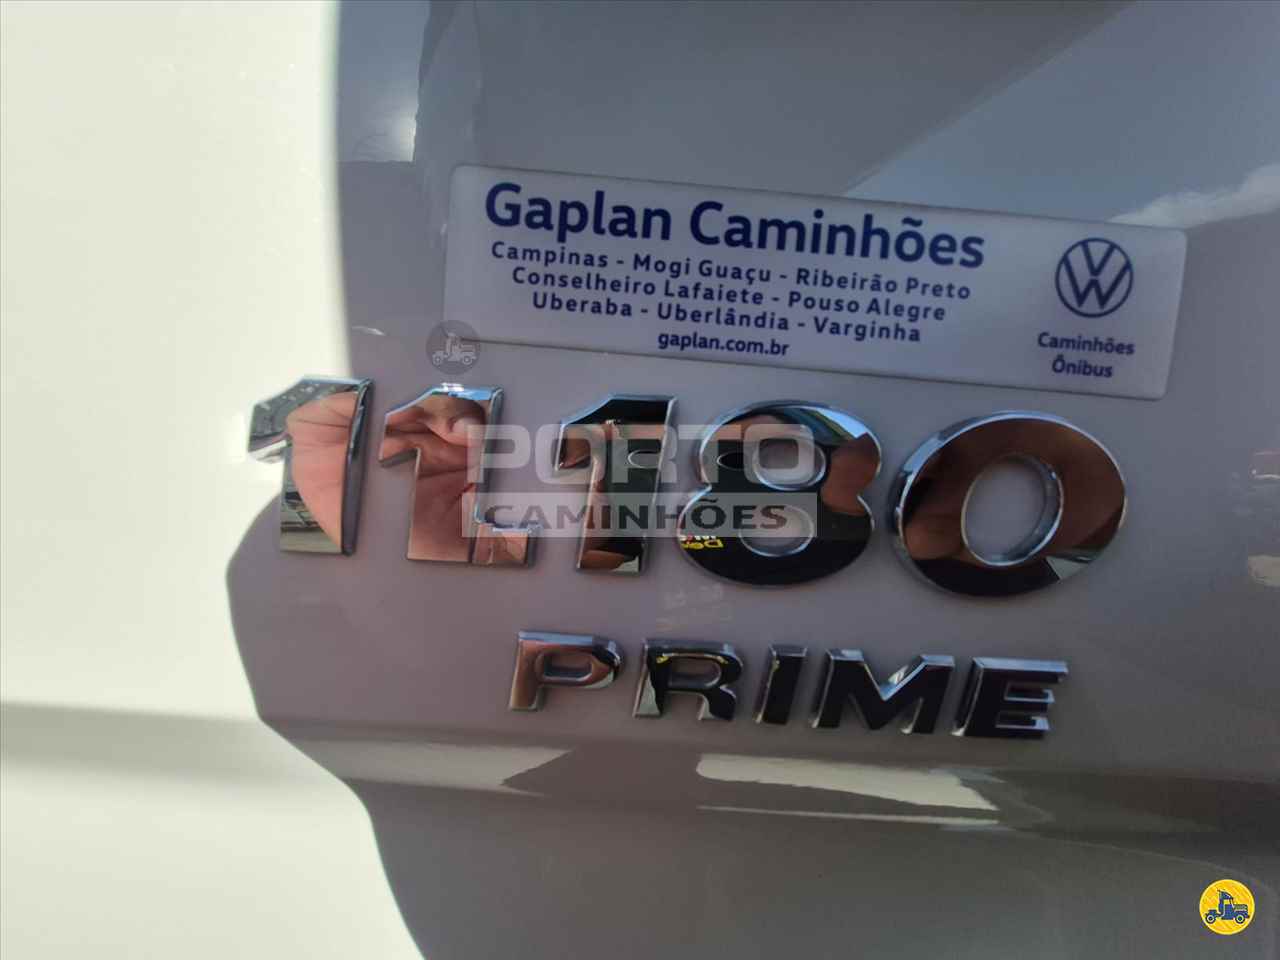 Gaplan Caminhões
Campinas - Mogi Guaçu - Ribeirão Preto
Conselheiro Lafaiete - Pouso Alegre
Uberaba - Uberlândia - Varginha
gaplan.com.br
Caminhões
Ônibus
11.180
PORTO
CAMINHÕES
PRIME